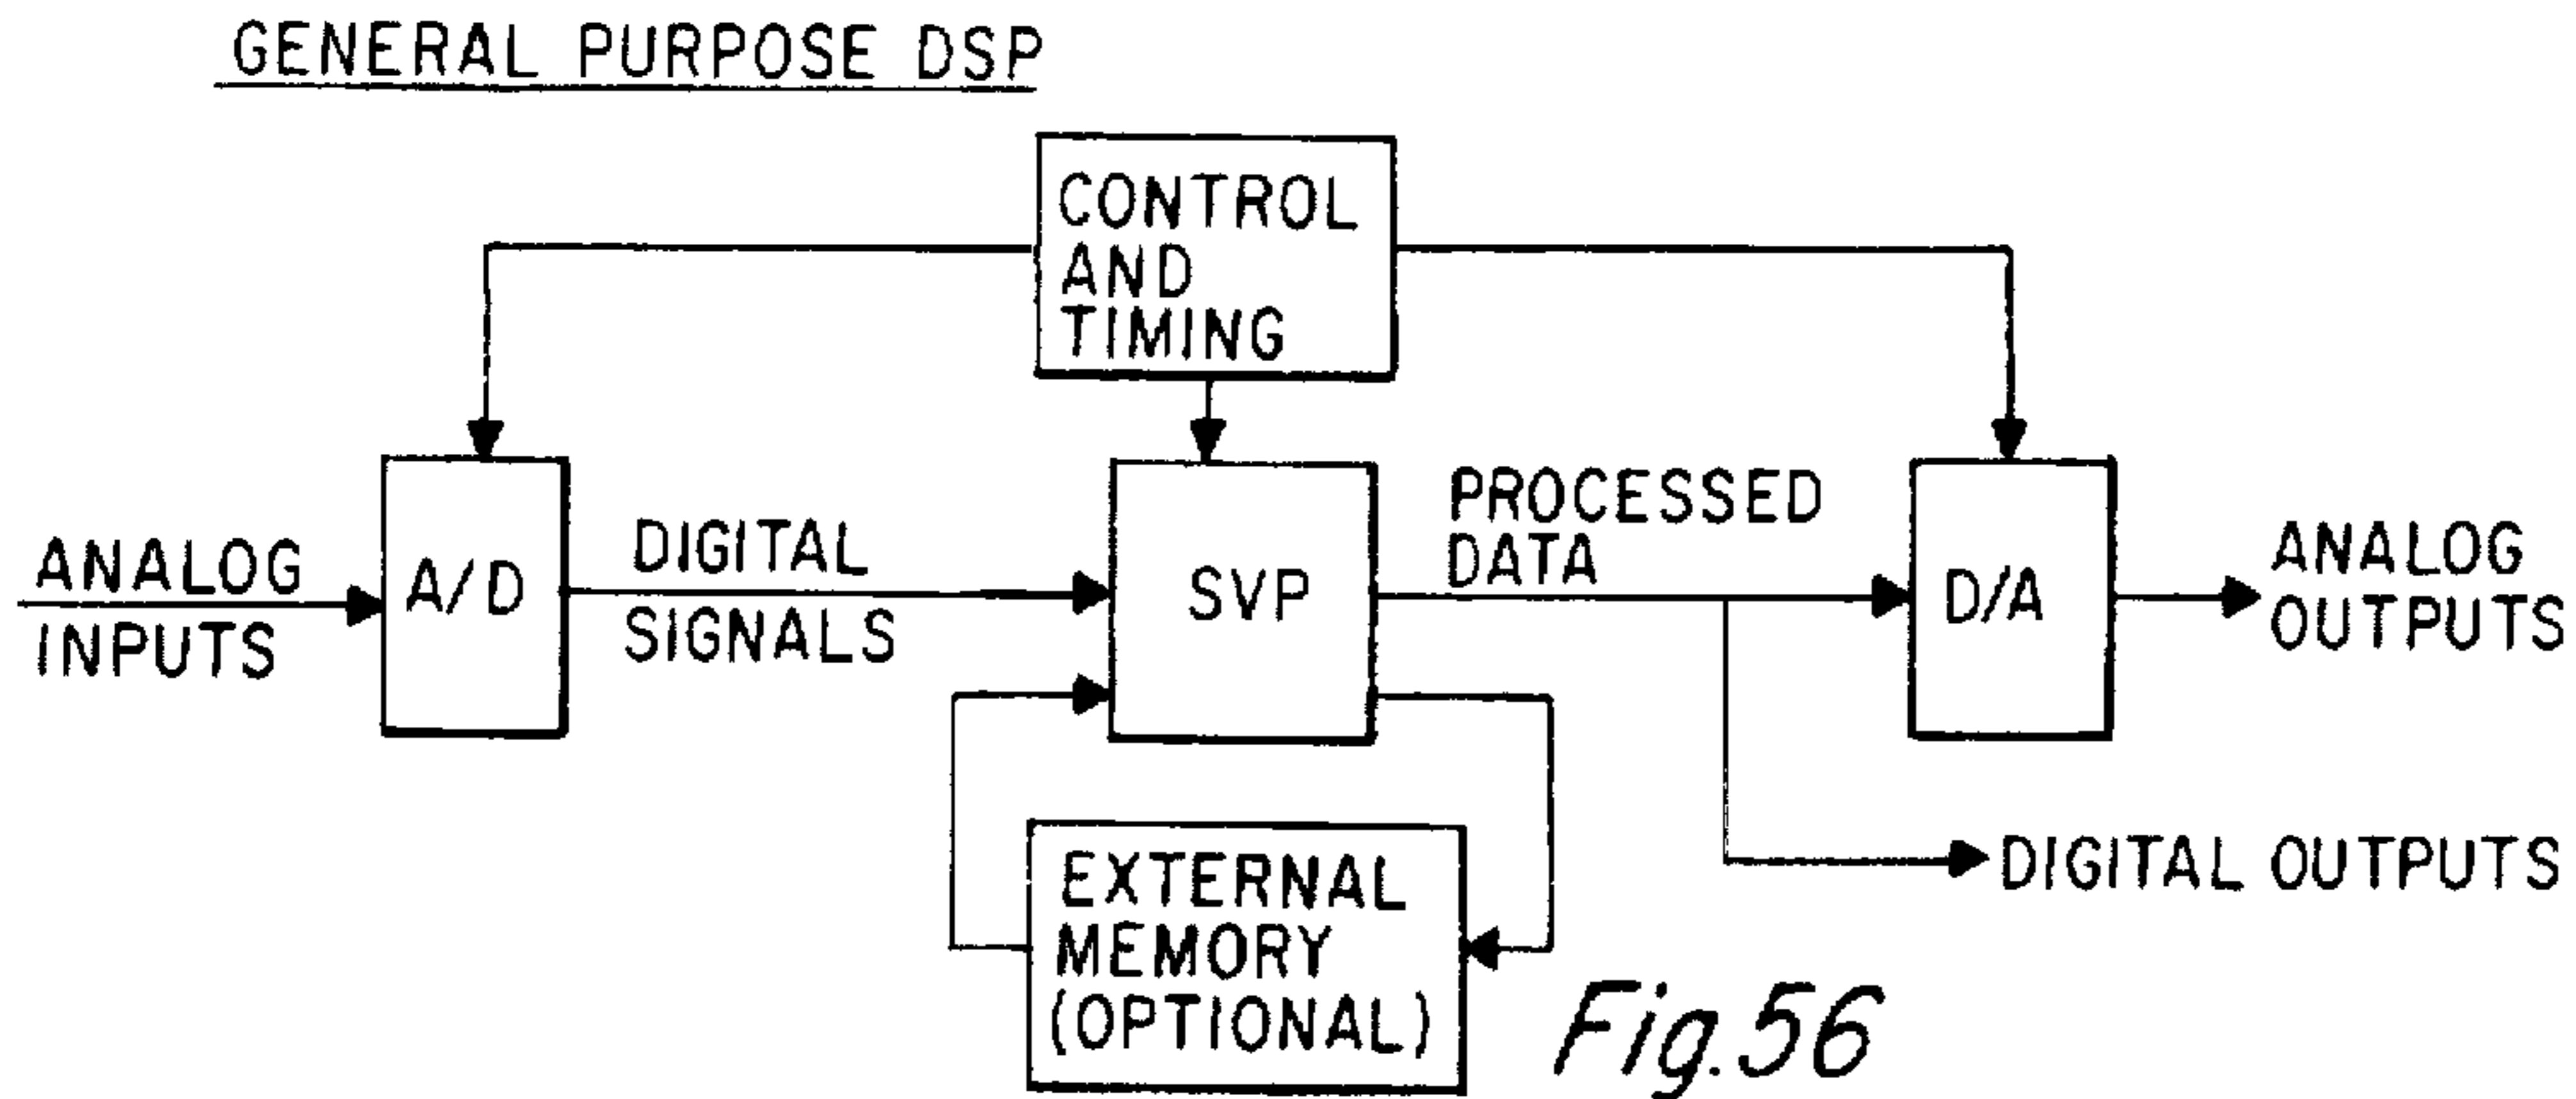 GENERAL PURPOSE DSP
CONTROL
AND
TIMING
ANALOG
INPUTS
A/D
DIGITAL
SIGNALS
SVP
PROCESSED
DATA
D/A
ANALOG
OUTPUTS
DIGITAL OUTPUTS
EXTERNAL
MEMORY
(OPTIONAL)
Fig. 56